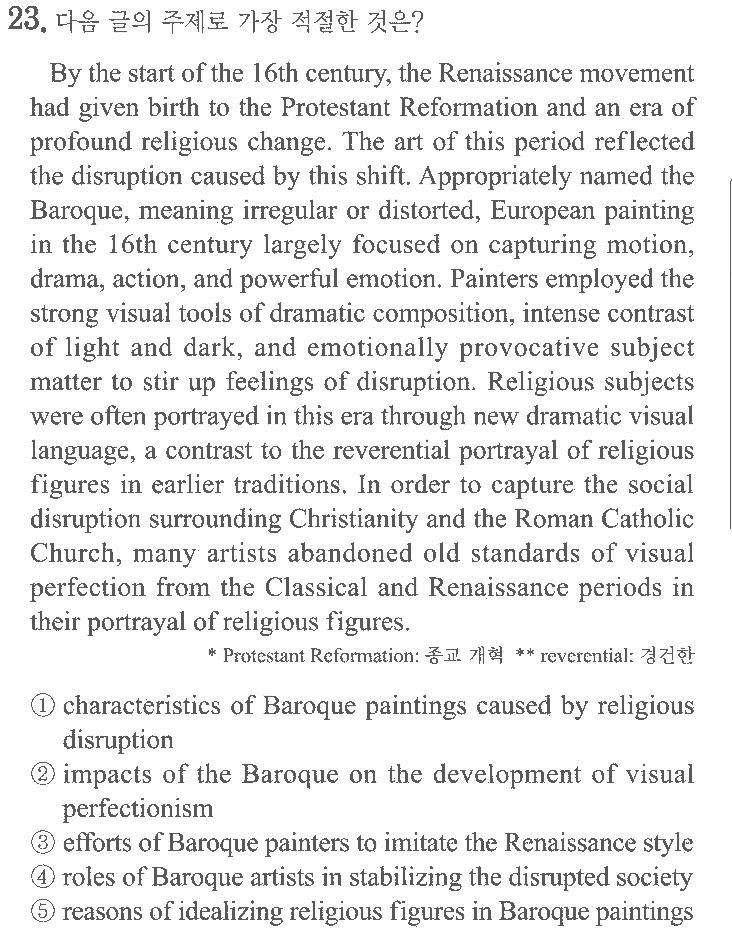 23. 다음 글의 주제로 가장 적절한 것은?
By the start of the 16th century, the Renaissance movement
had given birth to the Protestant Reformation and an era of
profound religious change. The art of this period reflected
the disruption caused by this shift. Appropriately named the
Baroque, meaning irregular or distorted, European painting
in the 16th century largely focused on capturing motion,
drama, action, and powerful emotion. Painters employed the
strong visual tools of dramatic composition, intense contrast
of light and dark, and emotionally provocative subject
matter to stir up feelings of disruption. Religious subjects
were often portrayed in this era through new dramatic visual
language, a contrast to the reverential portrayal of religious
figures in earlier traditions. In order to capture the social
disruption surrounding Christianity and the Roman Catholic
Church, many artists abandoned old standards of visual
perfection from the Classical and Renaissance periods in
their portrayal of religious figures.
* Protestant Reformation: 종교 개혁 ** reverential: 경건한
① characteristics of Baroque paintings caused by religious
disruption
② impacts of the Baroque on the development of visual
perfectionism
③ efforts of Baroque painters to imitate the Renaissance style
④ roles of Baroque artists in stabilizing the disrupted society
⑤ reasons of idealizing religious figures in Baroque paintings